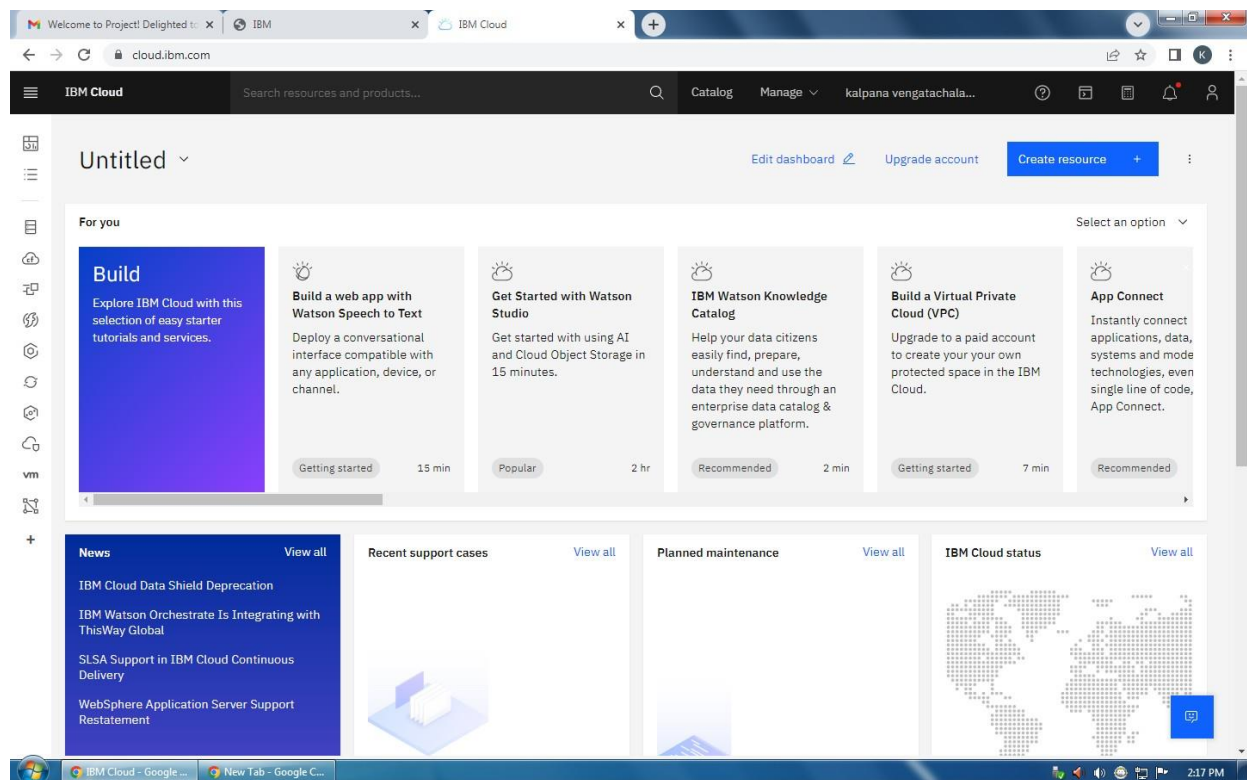 Welcome to Project! Delighted to
IBM
IBM Cloud
cloud.ibm.com
K
IBM Cloud
Search resources and products...
Catalog
Manage
kalpana vengatachala...
Untitled
Edit dashboard
Upgrade account
Create resource +
For you
Select an option
Build
Explore IBM Cloud with this
selection of easy starter
tutorials and services.
Build a web app with
Watson Speech to Text
Deploy a conversational
interface compatible with
any application, device, or
channel.
Getting started
15 min
Get Started with Watson
Studio
Get started with using AI
and Cloud Object Storage in
15 minutes.
Popular
2 hr
IBM Watson Knowledge
Catalog
Help your data citizens
easily find, prepare,
understand and use the
data they need through an
enterprise data catalog &
governance platform.
Recommended
2 min
Build a Virtual Private
Cloud (VPC)
Upgrade to a paid account
to create your your own
protected space in the IBM
Cloud.
Getting started
7 min
App Connect
Instantly connect
applications, data,
systems and mode
technologies, even
single line of code,
App Connect.
Recommended
vm
+
News
View all
IBM Cloud Data Shield Deprecation
IBM Watson Orchestrate Is Integrating with
ThisWay Global
SLSA Support in IBM Cloud Continuous
Delivery
WebSphere Application Server Support
Restatement
Recent support cases
View all
Planned maintenance
View all
IBM Cloud status
View all
IBM Cloud - Google ...
New Tab - Google C...
2:17 PM